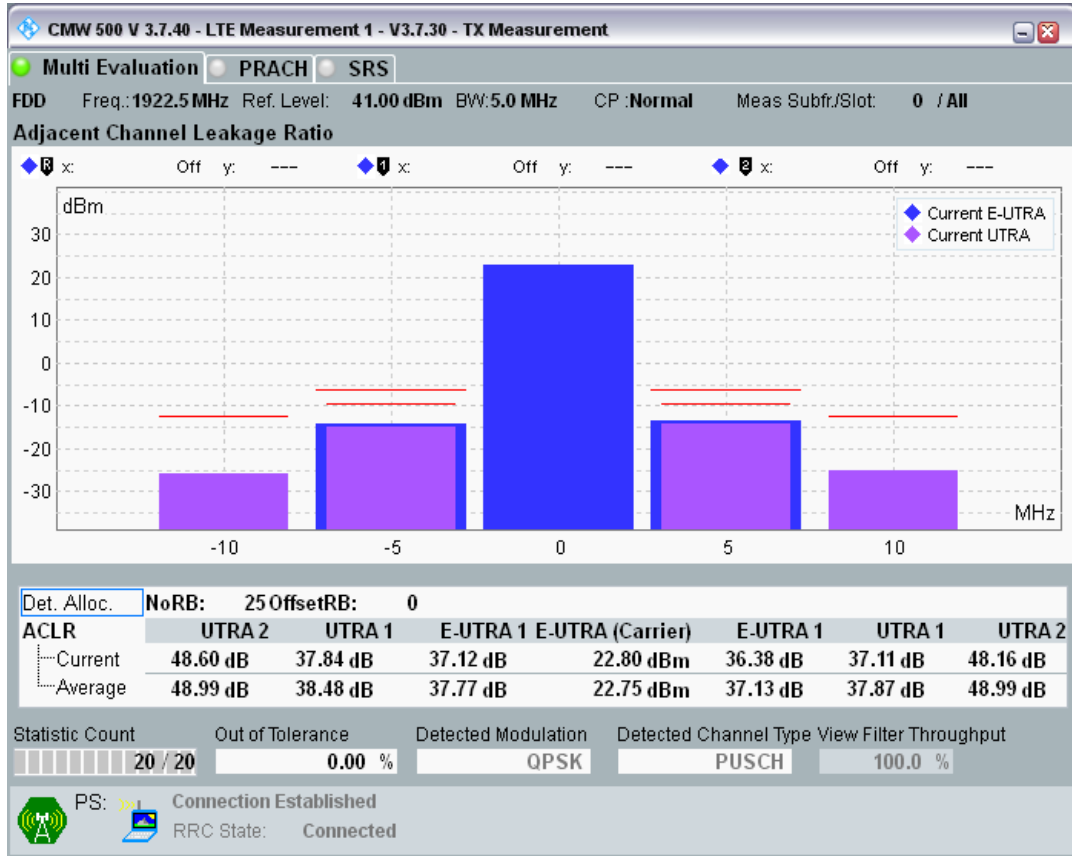 CMW 500 V 3.7.40 - LTE Measurement 1 - V3.7.30 - TX Measurement
Multi Evaluation PRACH SRS
FDD Freq.: 1922.5 MHz Ref. Level: 41.00 dBm BW: 5.0 MHz CP : Normal Meas Subfr./Slot: 0 / All
Adjacent Channel Leakage Ratio
R x: Off y: --- 1 x: Off y: --- 2 x: Off y: ---
dBm
Current E-UTRA
Current UTRA
30
20
10
0
-10
-20
-30
MHz
-10 -5 0 5 10
Det. Alloc. NoRB: 25 OffsetRB: 0
ACLR UTRA 2 UTRA 1 E-UTRA 1 E-UTRA (Carrier) E-UTRA 1 UTRA 1 UTRA 2
Current 48.60 dB 37.84 dB 37.12 dB 22.80 dBm 36.38 dB 37.11 dB 48.16 dB
Average 48.99 dB 38.48 dB 37.77 dB 22.75 dBm 37.13 dB 37.87 dB 48.99 dB
Statistic Count Out of Tolerance Detected Modulation Detected Channel Type View Filter Throughput
20 / 20 0.00 % QPSK PUSCH 100.0 %
PS: Connection Established
RRC State: Connected